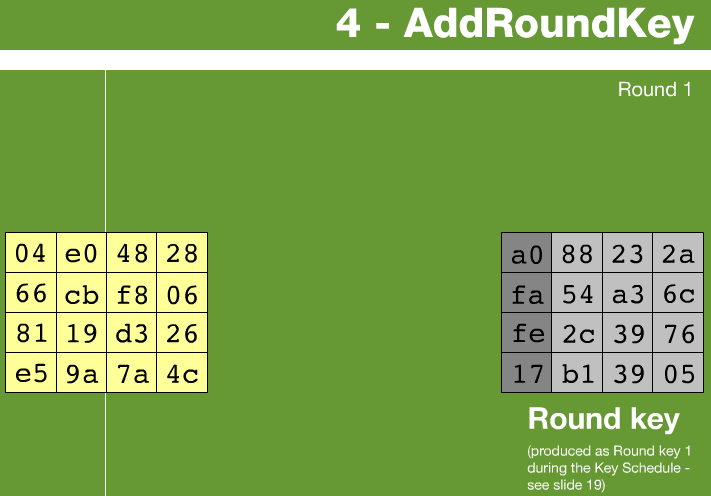 4 - AddRoundKey
Round 1
04 e0 48 28
66 cb f8 06
81 19 d3 26
e5 9a 7a 4c
a0 88 23 2a
fa 54 a3 6c
fe 2c 39 76
17 b1 39 05
Round key
(produced as Round key 1
during the Key Schedule -
see slide 19)